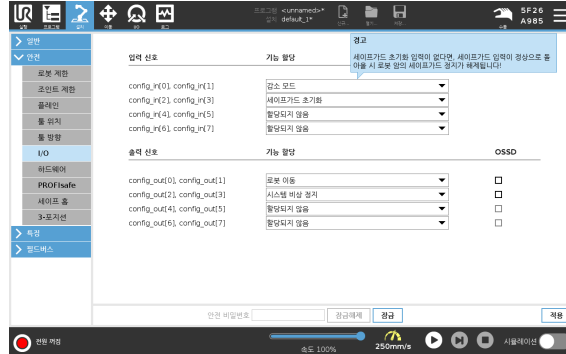 프로그램 <unnamed>*
설치 default_1*
5F26
A985
실행 프로그램 설치 이동 I/O 로그
신규... 열기... 저장...
수동
일반
안전
로봇 제한
조인트 제한
플레인
툴 위치
툴 방향
I/O
하드웨어
PROFIsafe
세이프 홈
3-포지션
특징
필드버스
경고
세이프가드 초기화 입력이 없다면, 세이프가드 입력이 정상으로 돌
아올 시 로봇 암의 세이프가드 정지가 해제됩니다!
입력 신호 기능 할당
config_in[0], config_in[1] 감소 모드
config_in[2], config_in[3] 세이프가드 초기화
config_in[4], config_in[5] 할당되지 않음
config_in[6], config_in[7] 할당되지 않음
출력 신호 기능 할당 OSSD
config_out[0], config_out[1] 로봇 이동
config_out[2], config_out[3] 시스템 비상 정지
config_out[4], config_out[5] 할당되지 않음
config_out[6], config_out[7] 할당되지 않음
안전 비밀번호 잠금해제 잠금 적용
전원 꺼짐
속도 100%
250mm/s
시뮬레이션